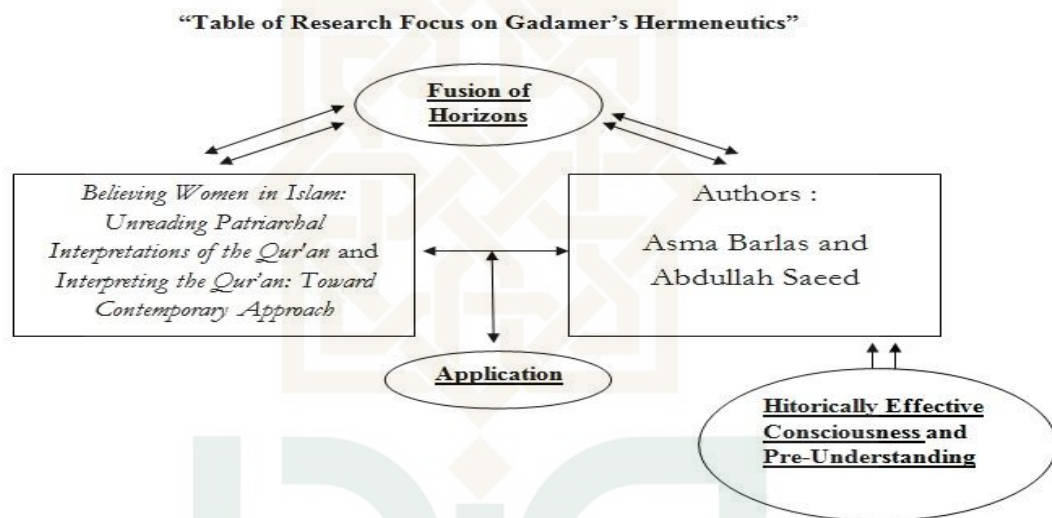 “Table of Research Focus on Gadamer’s Hermeneutics”
Fusion of
Horizons
Believing Women in Islam:
Unreading Patriarchal
Interpretations of the Qur'an and
Interpreting the Qur’an: Toward
Contemporary Approach
Authors :
Asma Barlas and
Abdullah Saeed
Application
Hitorically Effective
Consciousness and
Pre-Understanding